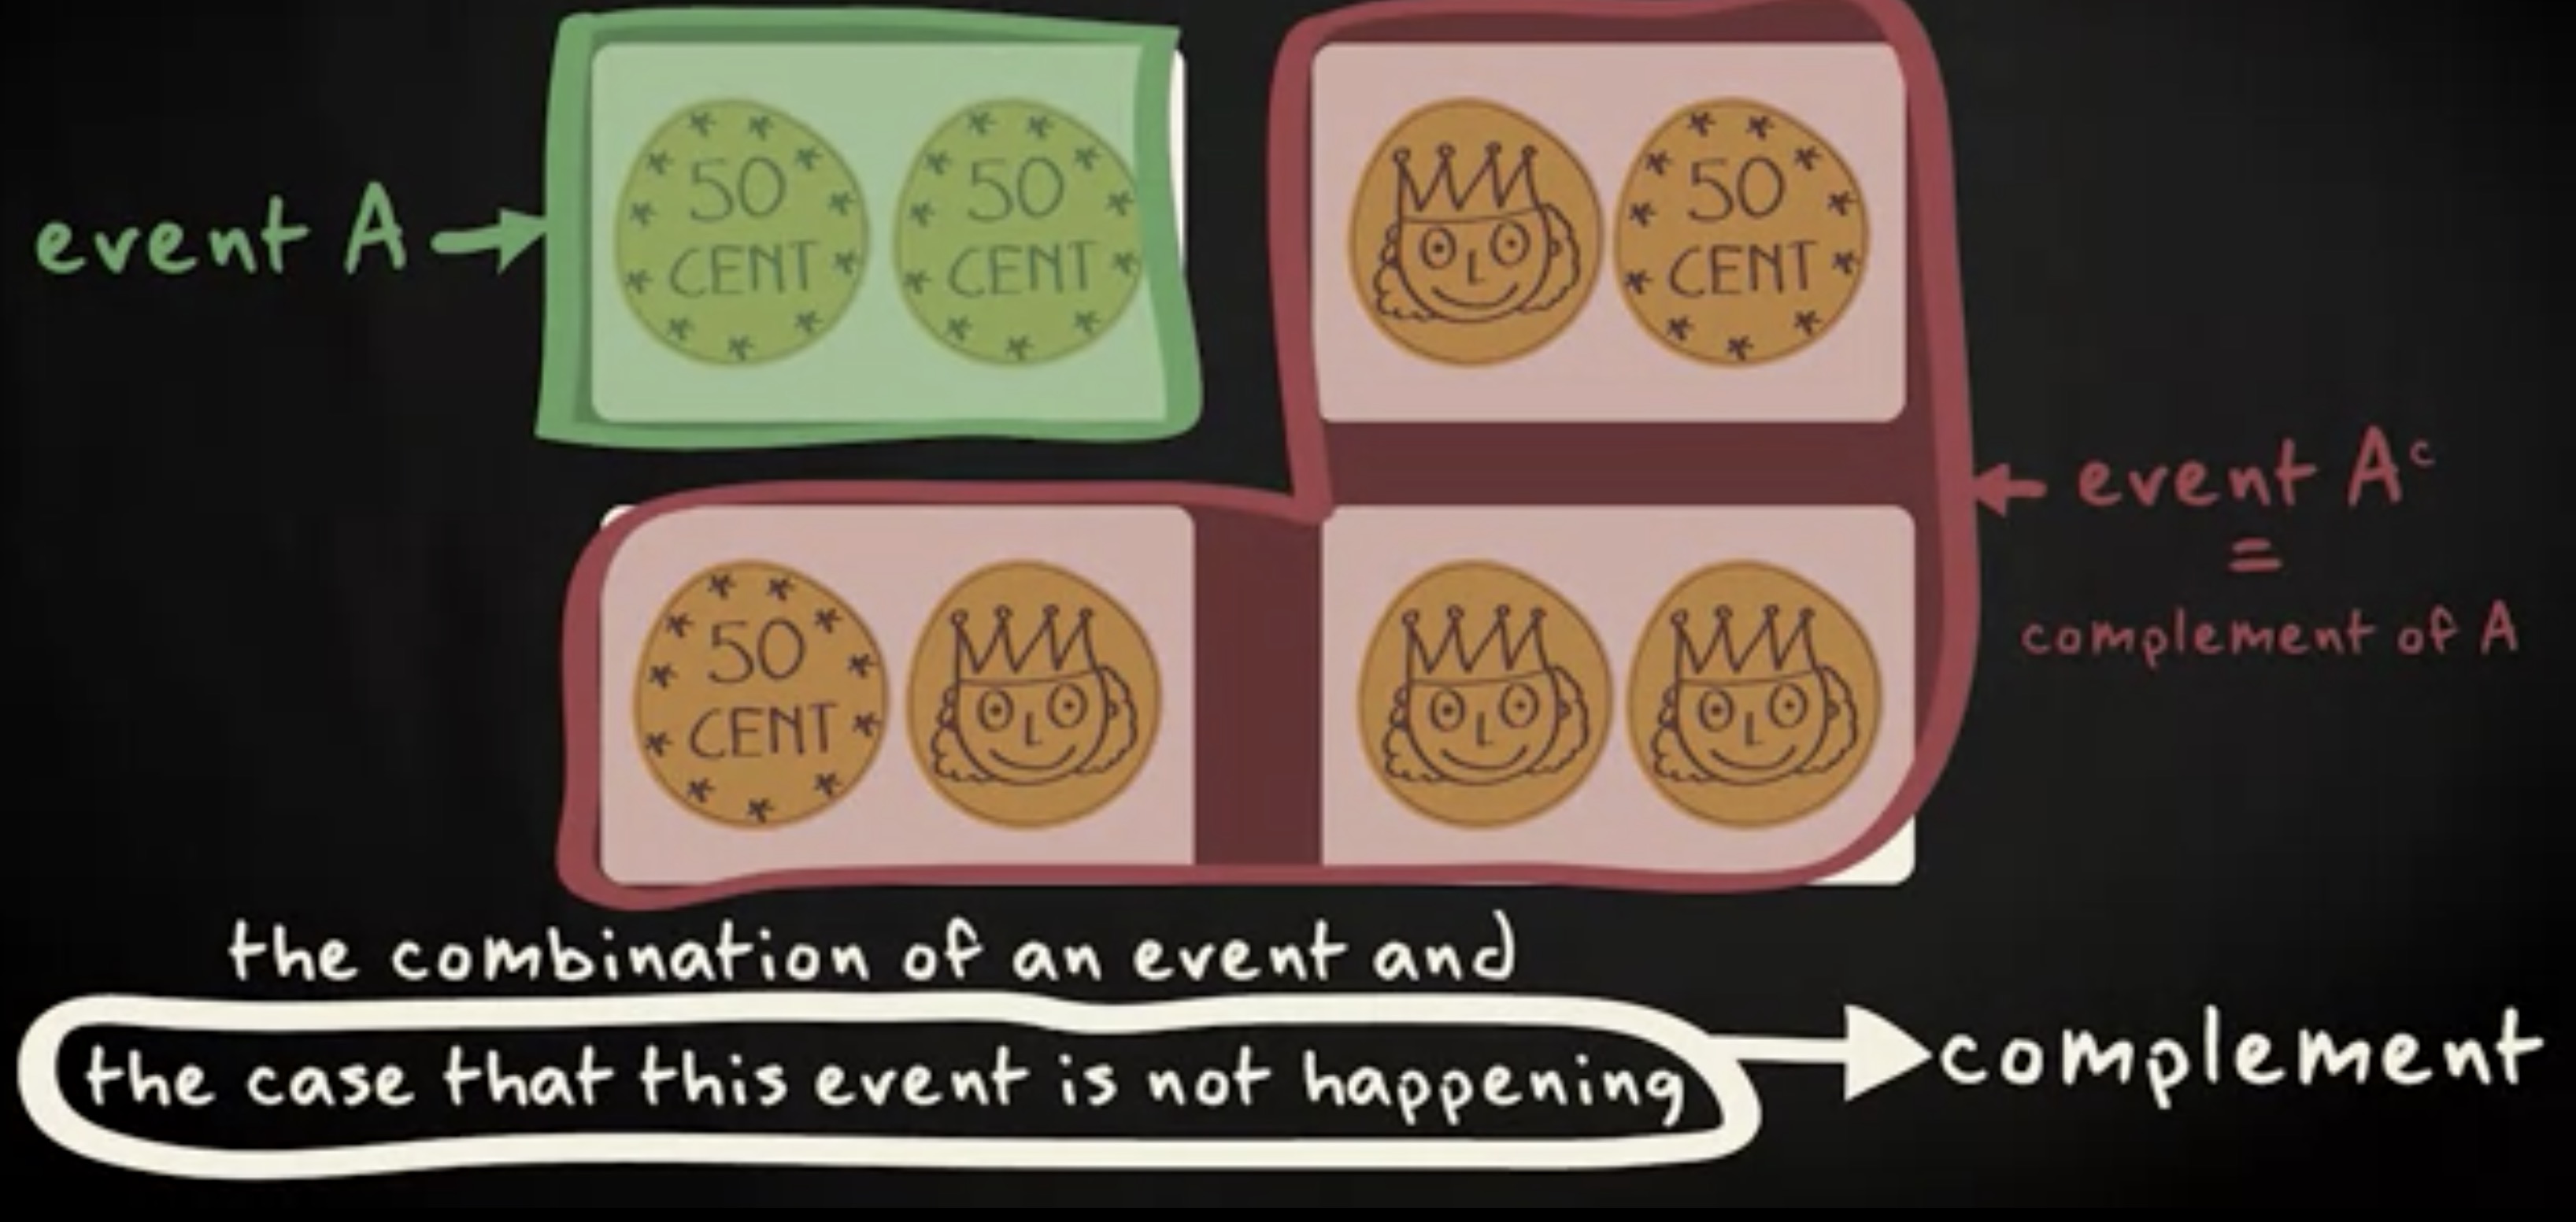 50
CENT
50
CENT
50
CENT
event A
event Aᶜ
=
complement of A
50
CENT
the combination of an event and
the case that this event is not happening
complement